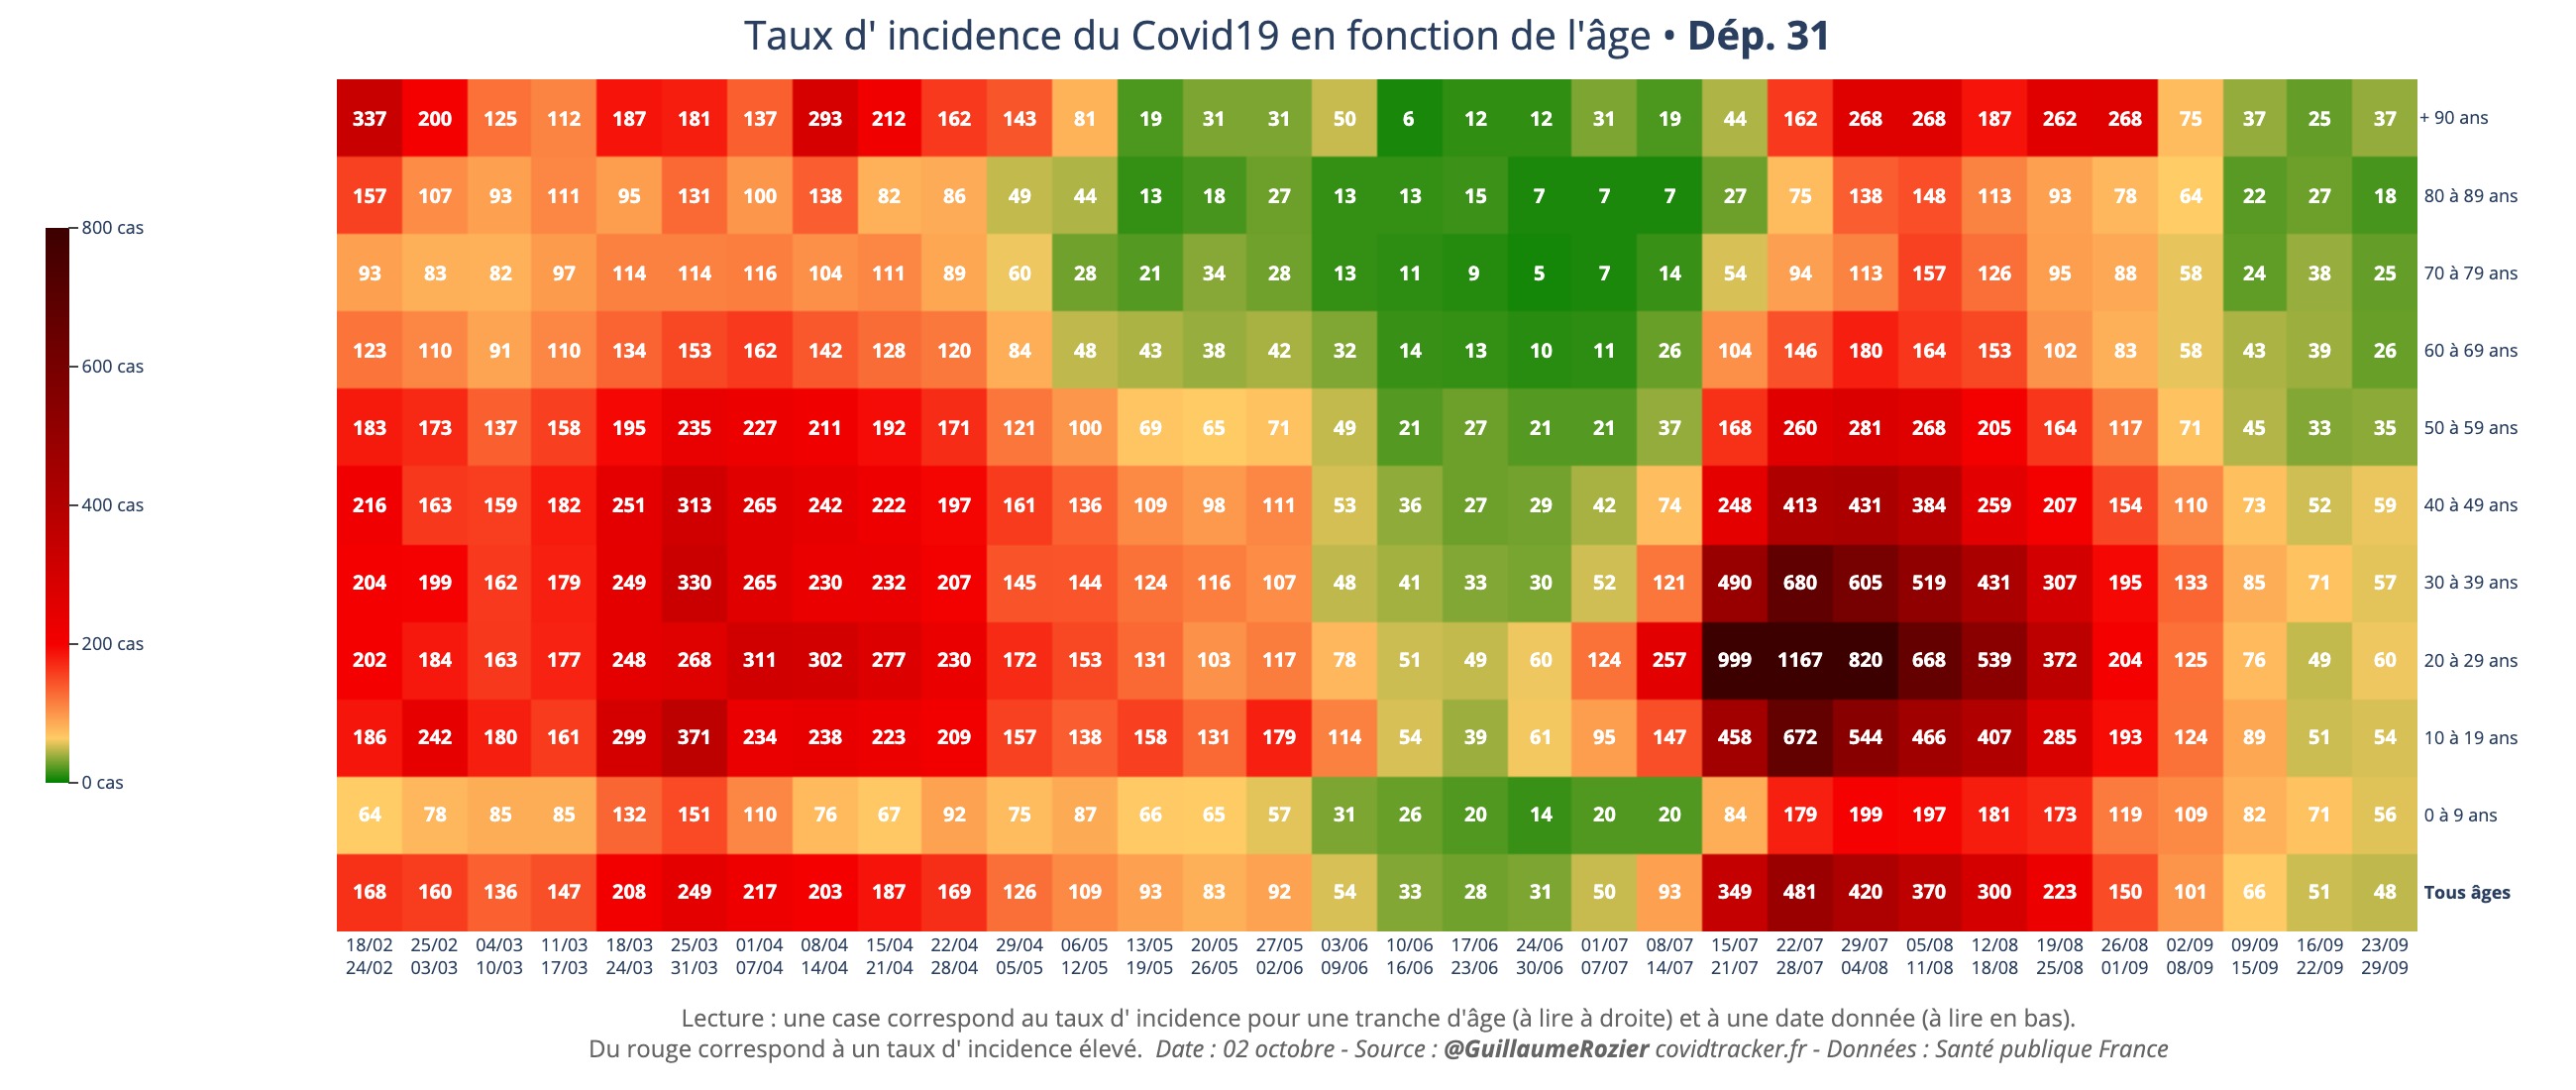 Taux d' incidence du Covid19 en fonction de l'âge • Dép. 31
337 200 125 112 187 181 137 293 212 162 143 81 19 31 31 50 6 12 12 31 19 44 162 268 268 187 262 268 75 37 25 37 + 90 ans
157 107 93 111 95 131 100 138 82 86 49 44 13 18 27 13 13 15 7 7 7 27 75 138 148 113 93 78 64 22 27 18 80 à 89 ans
800 cas
93 83 82 97 114 114 116 104 111 89 60 28 21 34 28 13 11 9 5 7 14 54 94 113 157 126 95 88 58 24 38 25 70 à 79 ans
123 110 91 110 134 153 162 142 128 120 84 48 43 38 42 32 14 13 10 11 26 104 146 180 164 153 102 83 58 43 39 26 60 à 69 ans
600 cas
183 173 137 158 195 235 227 211 192 171 121 100 69 65 71 49 21 27 21 21 37 168 260 281 268 205 164 117 71 45 33 35 50 à 59 ans
400 cas
216 163 159 182 251 313 265 242 222 197 161 136 109 98 111 53 36 27 29 42 74 248 413 431 384 259 207 154 110 73 52 59 40 à 49 ans
204 199 162 179 249 330 265 230 232 207 145 144 124 116 107 48 41 33 30 52 121 490 680 605 519 431 307 195 133 85 71 57 30 à 39 ans
200 cas
202 184 163 177 248 268 311 302 277 230 172 153 131 103 117 78 51 49 60 124 257 999 1167 820 668 539 372 204 125 76 49 60 20 à 29 ans
186 242 180 161 299 371 234 238 223 209 157 138 158 131 179 114 54 39 61 95 147 458 672 544 466 407 285 193 124 89 51 54 10 à 19 ans
0 cas
64 78 85 85 132 151 110 76 67 92 75 87 66 65 57 31 26 20 14 20 20 84 179 199 197 181 173 119 109 82 71 56 0 à 9 ans
168 160 136 147 208 249 217 203 187 169 126 109 93 83 92 54 33 28 31 50 93 349 481 420 370 300 223 150 101 66 51 48 Tous âges
18/02 25/02 04/03 11/03 18/03 25/03 01/04 08/04 15/04 22/04 29/04 06/05 13/05 20/05 27/05 03/06 10/06 17/06 24/06 01/07 08/07 15/07 22/07 29/07 05/08 12/08 19/08 26/08 02/09 09/09 16/09 23/09
24/02 03/03 10/03 17/03 24/03 31/03 07/04 14/04 21/04 28/04 05/05 12/05 19/05 26/05 02/06 09/06 16/06 23/06 30/06 07/07 14/07 21/07 28/07 04/08 11/08 18/08 25/08 01/09 08/09 15/09 22/09 29/09
Lecture : une case correspond au taux d' incidence pour une tranche d'âge (à lire à droite) et à une date donnée (à lire en bas).
Du rouge correspond à un taux d' incidence élevé. Date : 02 octobre - Source : @GuillaumeRozier covidtracker.fr - Données : Santé publique France